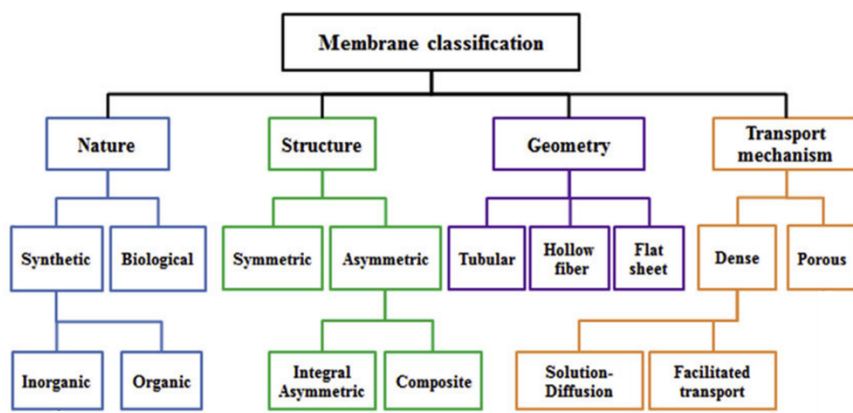 Membrane classification
Nature
Structure
Geometry
Transport
mechanism
Synthetic
Biological
Symmetric
Asymmetric
Tubular
Hollow
fiber
Flat
sheet
Dense
Porous
Inorganic
Organic
Integral
Asymmetric
Composite
Solution-
Diffusion
Facilitated
transport